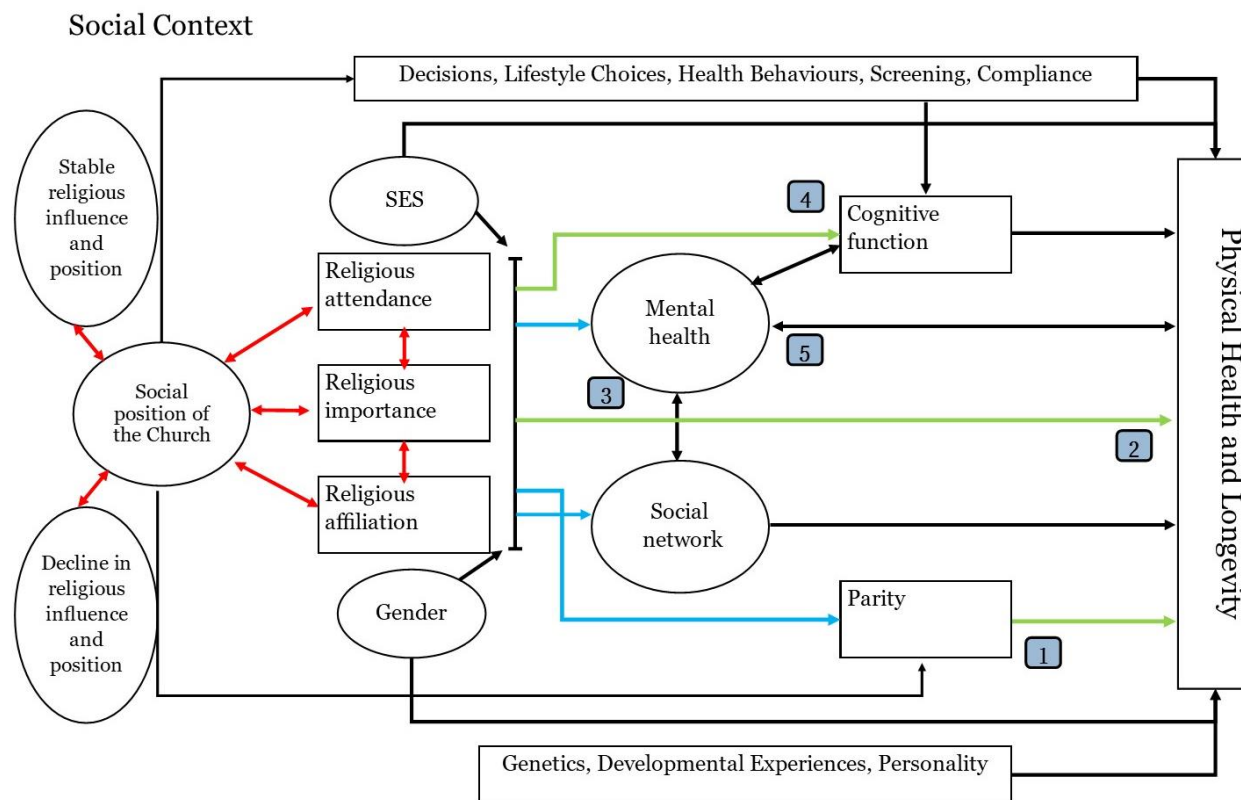 Social Context
Decisions, Lifestyle Choices, Health Behaviours, Screening, Compliance
Stable
religious
influence
and
position
SES
4
Cognitive
function
Religious
attendance
Mental
health
5
Religious
importance
3
Social
position of
the Church
2
Religious
affiliation
Social
network
Decline in
religious
influence
and
position
Gender
Parity
1
Physical Health and Longevity
Genetics, Developmental Experiences, Personality